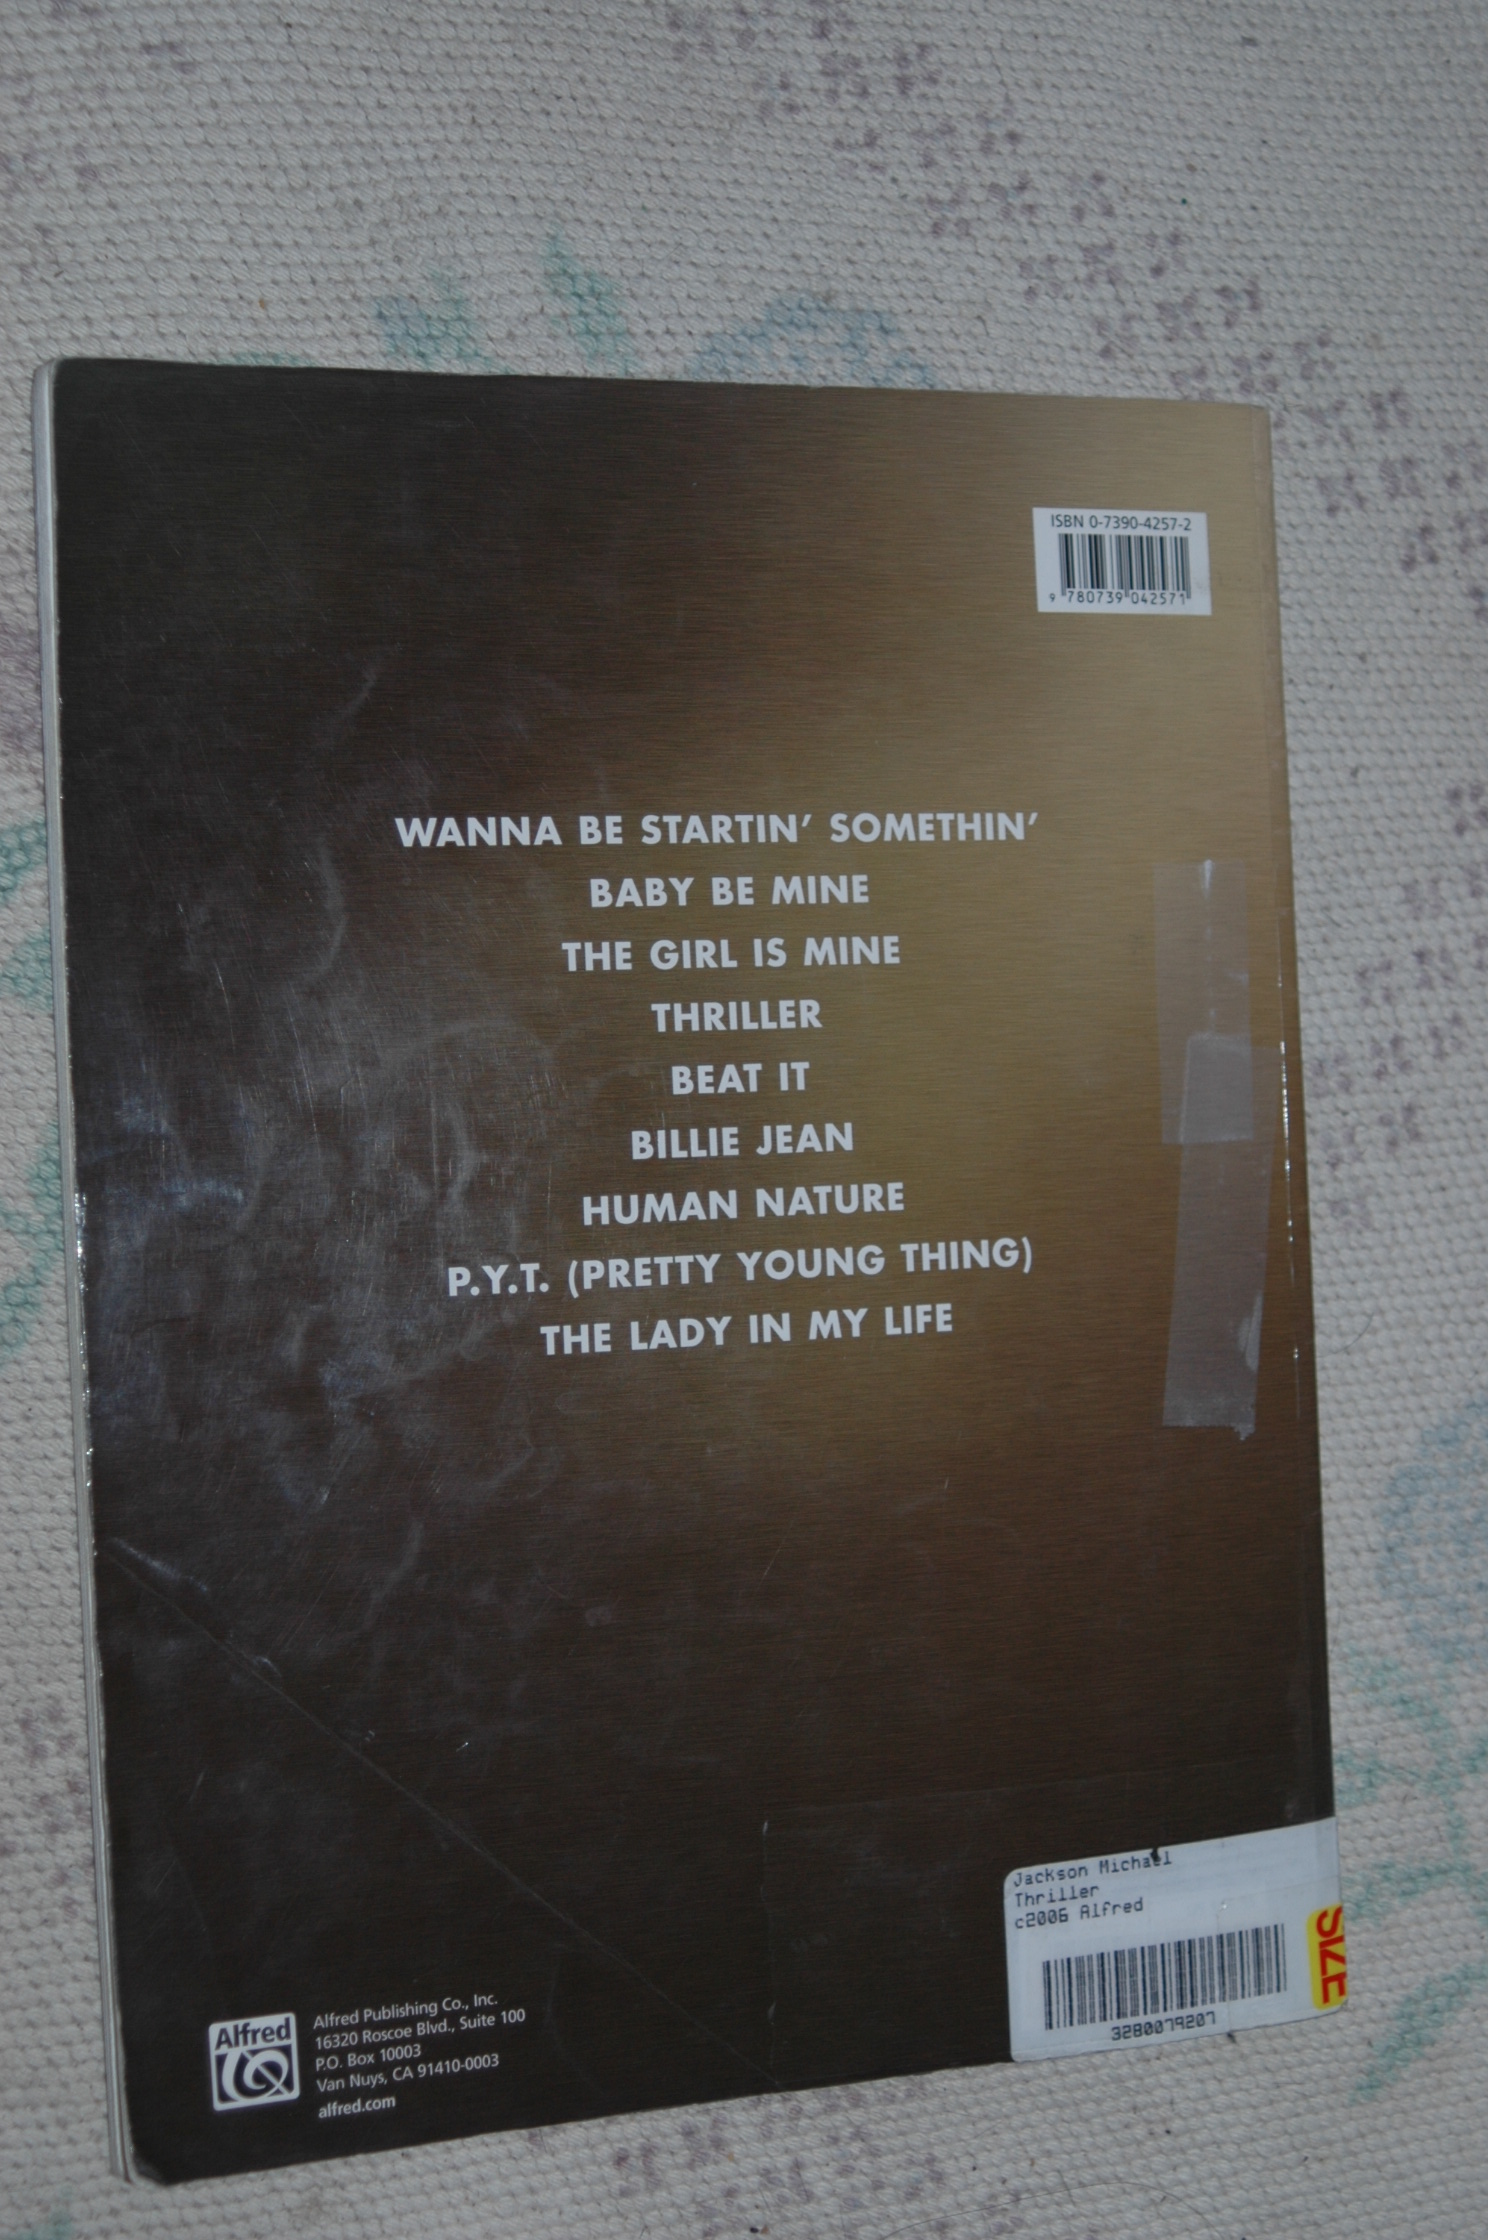 ISBN 0-7390-4257-2
9 780739 042571
WANNA BE STARTIN’ SOMETHIN’
BABY BE MINE
THE GIRL IS MINE
THRILLER
BEAT IT
BILLIE JEAN
HUMAN NATURE
P.Y.T. (PRETTY YOUNG THING)
THE LADY IN MY LIFE
Jackson Michael
Thriller
c2006 Alfred
3280079207
SIZE
Alfred
Alfred Publishing Co., Inc.
16320 Roscoe Blvd., Suite 100
P.O. Box 10003
Van Nuys, CA 91410-0003
alfred.com